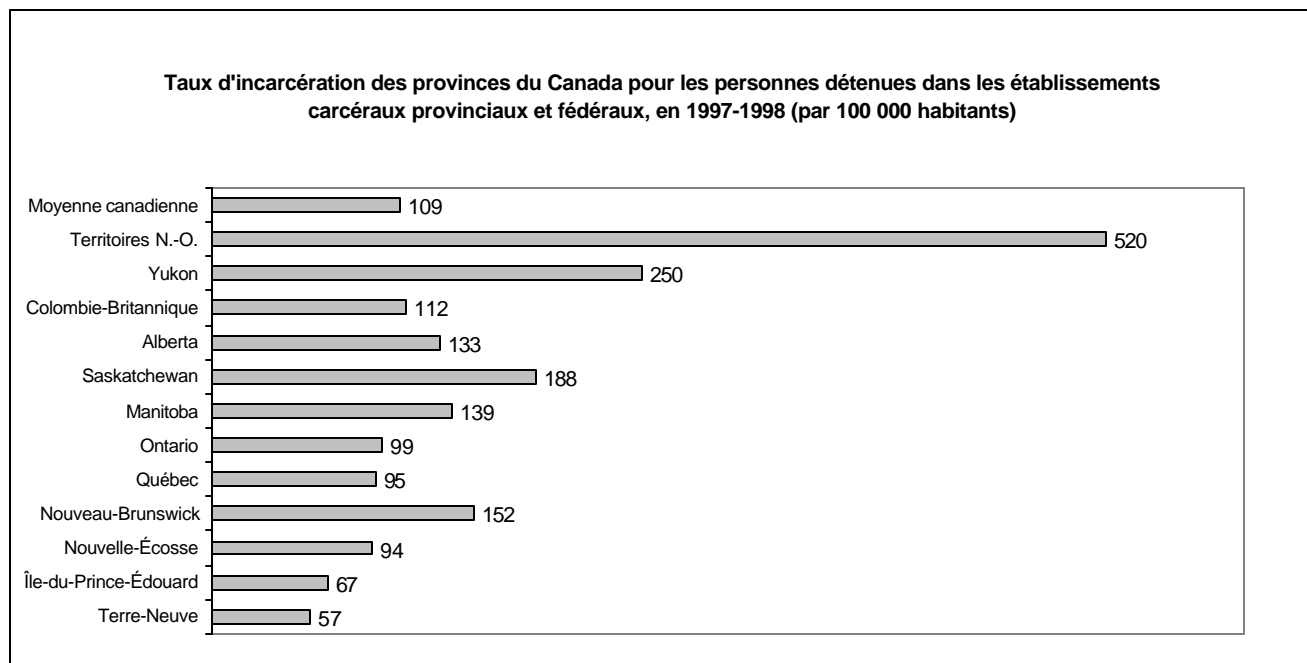 Taux d'incarcération des provinces du Canada pour les personnes détenues dans les établissements
carcéraux provinciaux et fédéraux, en 1997-1998 (par 100 000 habitants)
Moyenne canadienne 109
Territoires N.-O. 520
Yukon 250
Colombie-Britannique 112
Alberta 133
Saskatchewan 188
Manitoba 139
Ontario 99
Québec 95
Nouveau-Brunswick 152
Nouvelle-Écosse 94
Île-du-Prince-Édouard 67
Terre-Neuve 57